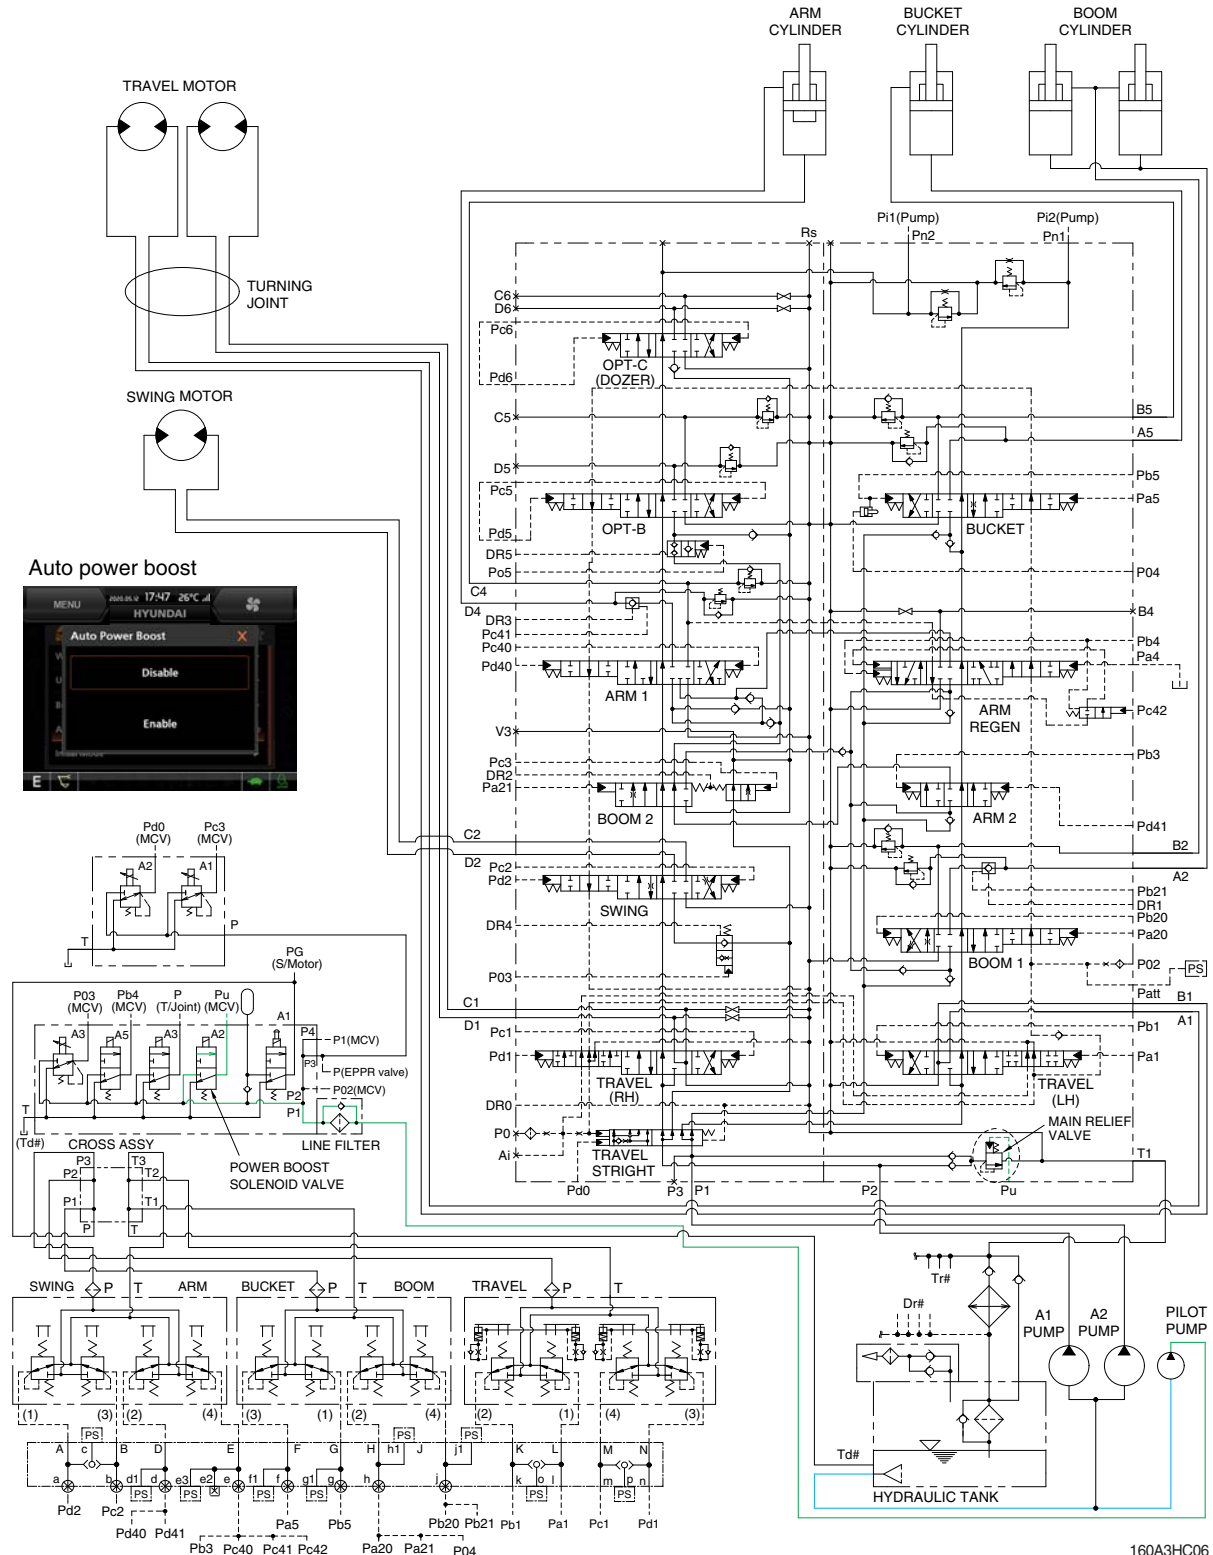 ARM
CYLINDER
BUCKET
CYLINDER
BOOM
CYLINDER
TRAVEL MOTOR
TURNING
JOINT
SWING MOTOR
Pi1(Pump)
Pn2
Pi2(Pump)
Pn1
Rs
C6
D6
Pc6
Pd6
OPT-C
(DOZER)
C5
D5
Pc5
Pd5
OPT-B
DR5
Po5
C4
D4
DR3
Pc41
Pc40
Pd40
ARM 1
V3
Pc3
DR2
Pa21
BOOM 2
C2
D2
Pc2
Pd2
SWING
DR4
P03
C1
D1
Pc1
Pd1
TRAVEL
(RH)
DR0
P0
Ai
TRAVEL
STRIGHT
Pd0
P3
P1
P2
Pu
B5
A5
Pb5
Pa5
BUCKET
P04
B4
Pb4
Pa4
ARM
REGEN
Pc42
Pb3
ARM 2
Pd41
B2
A2
Pb21
DR1
Pb20
Pa20
BOOM 1
P02
PS
Patt
B1
A1
Pb1
Pa1
TRAVEL
(LH)
MAIN RELIEF
VALVE
T1
Auto power boost
MENU
2020.05.12 17:47 26°C
HYUNDAI
Auto Power Boost X
Disable
Enable
E
Pd0
(MCV)
Pc3
(MCV)
A2
A1
P
T
PG
(S/Motor)
P03
(MCV)
Pb4
(MCV)
P
(T/Joint)
Pu
(MCV)
A3
A5
A3
A2
A1
P4
P1(MCV)
P3
P(EPPR valve)
P2
P02(MCV)
P1
T
(Td#)
LINE FILTER
CROSS ASSY
POWER BOOST
SOLENOID VALVE
P3
T3
P2
T2
P1
T1
P
T
SWING
P
T
ARM
BUCKET
P
T
BOOM
TRAVEL
P
T
(1)
(3)
(2)
(4)
(3)
(1)
(2)
(4)
(2)
(1)
(4)
(3)
PS
PS
PS
A
c
B
D
E
F
G
H
h1
J
j1
K
L
M
N
a
b
d1
d
e3
e2
e
f1
f
g1
g
h
j
k
o
l
m
p
n
PS
PS
PS
PS
PS
PS
Pd2
Pc2
Pd40
Pd41
Pb3
Pc40
Pc41
Pc42
Pa5
Pb5
Pa20
Pa21
P04
Pb20
Pb21
Pb1
Pa1
Pc1
Pd1
Tr#
Dr#
A1
PUMP
A2
PUMP
PILOT
PUMP
Td#
HYDRAULIC TANK
160A3HC06